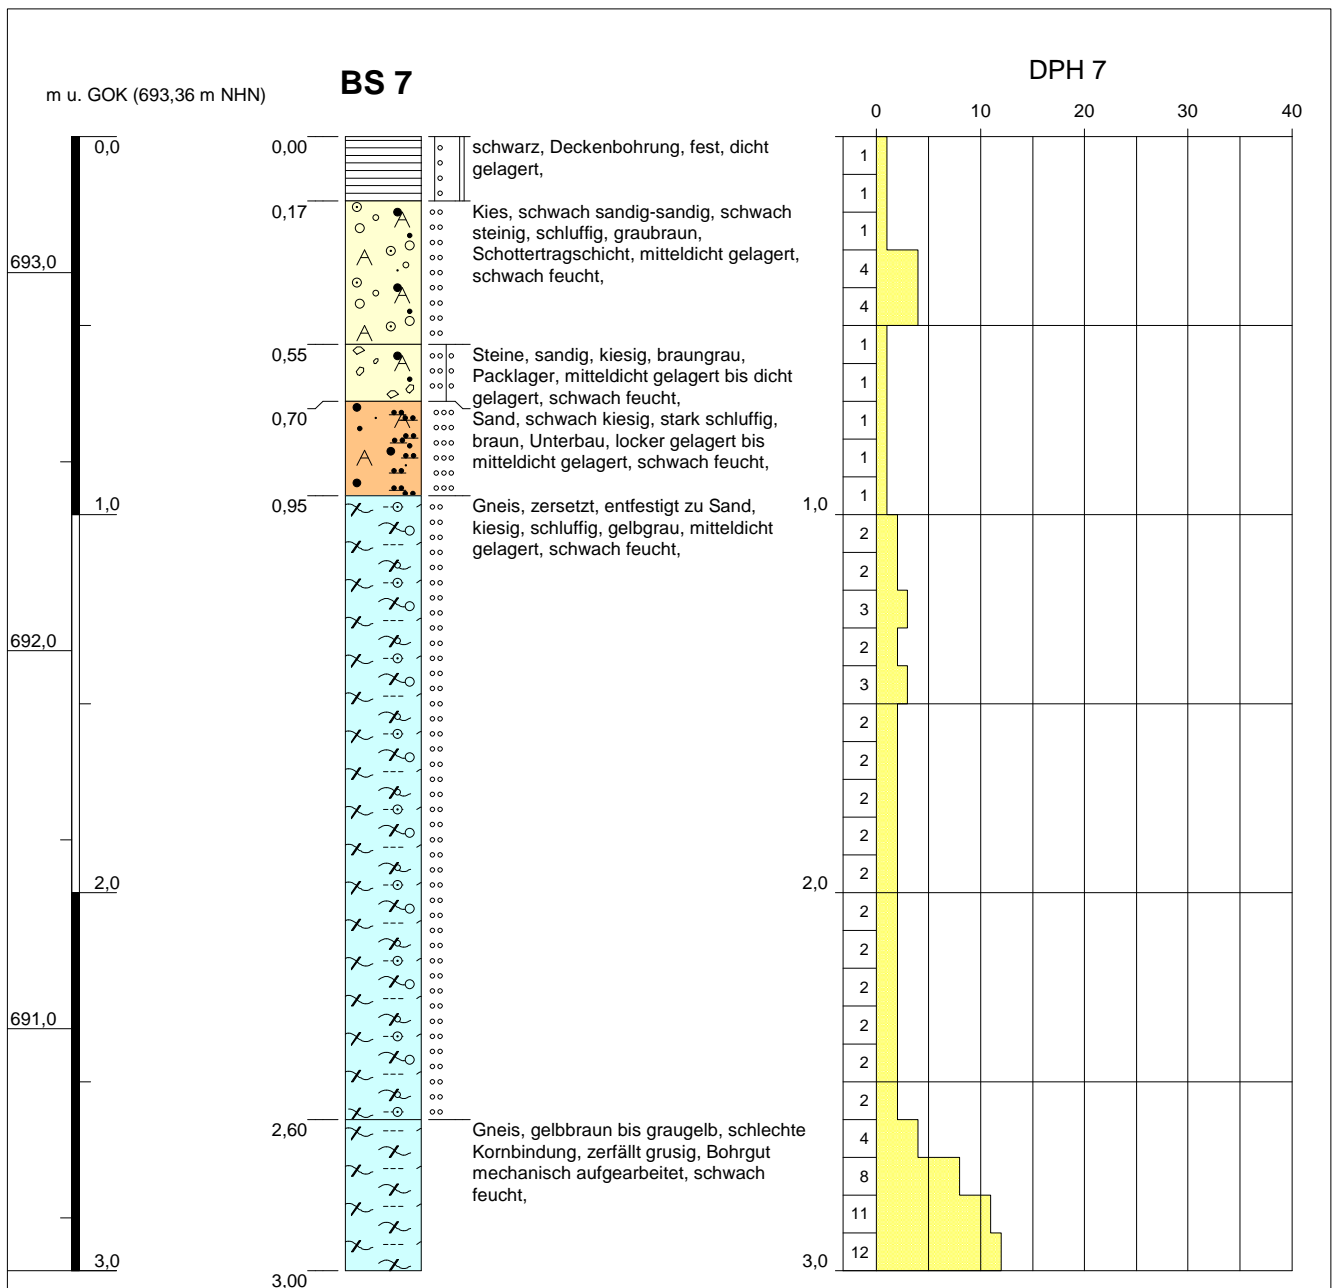 BS 7
DPH 7
m u. GOK (693,36 m NHN)
0 10 20 30 40
0,0
0,00
schwarz, Deckenbohrung, fest, dicht
gelagert,
1
1
0,17
Kies, schwach sandig-sandig, schwach
steinig, schluffig, graubraun,
Schottertragschicht, mitteldicht gelagert,
schwach feucht,
1
693,0
4
4
0,55
Steine, sandig, kiesig, braungrau,
Packlager, mitteldicht gelagert bis dicht
gelagert, schwach feucht,
1
1
0,70
Sand, schwach kiesig, stark schluffig,
braun, Unterbau, locker gelagert bis
mitteldicht gelagert, schwach feucht,
1
1
1
0,95
1,0
1,0
Gneis, zersetzt, entfestigt zu Sand,
kiesig, schluffig, gelbgrau, mitteldicht
gelagert, schwach feucht,
2
2
3
692,0
2
3
2
2
2
2
2
2,0
2,0
2
2
2
691,0
2
2
2
2,60
Gneis, gelbbraun bis graugelb, schlechte
Kornbindung, zerfällt grusig, Bohrgut
mechanisch aufgearbeitet, schwach
feucht,
4
8
11
12
3,0
3,0
3,00